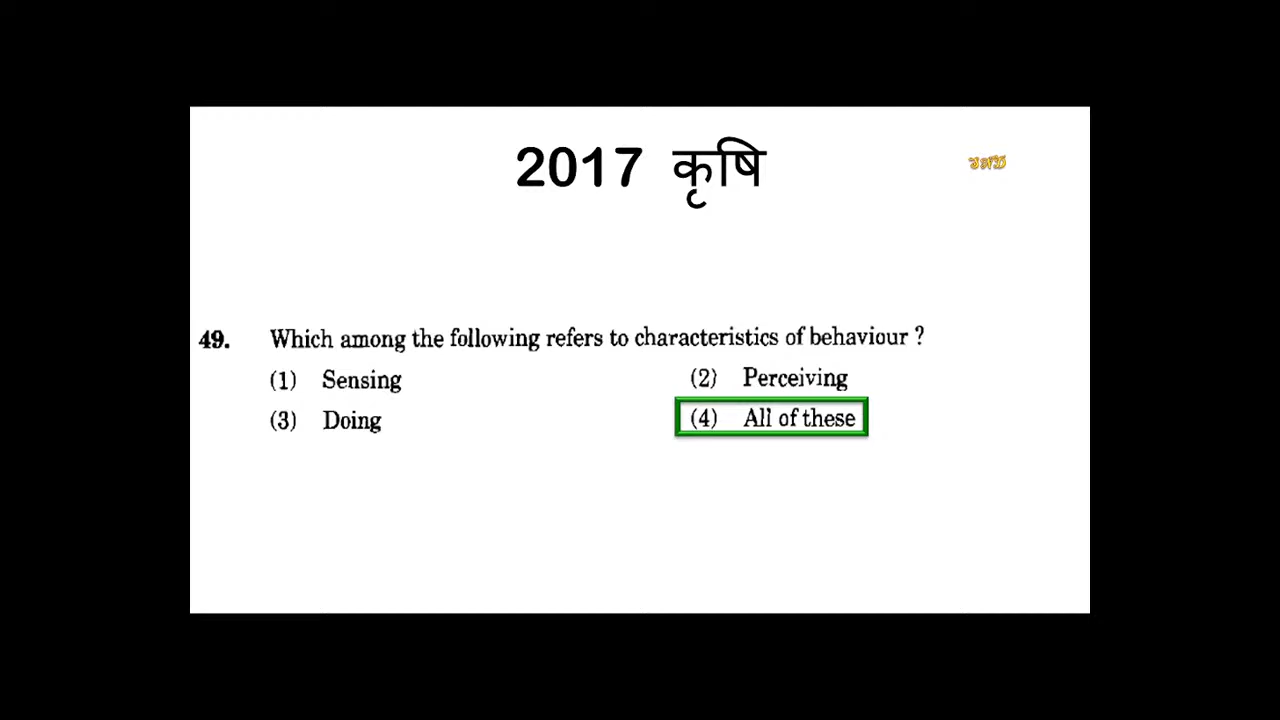 2017 कृषि
49. Which among the following refers to characteristics of behaviour ?
(1) Sensing (2) Perceiving
(3) Doing (4) All of these